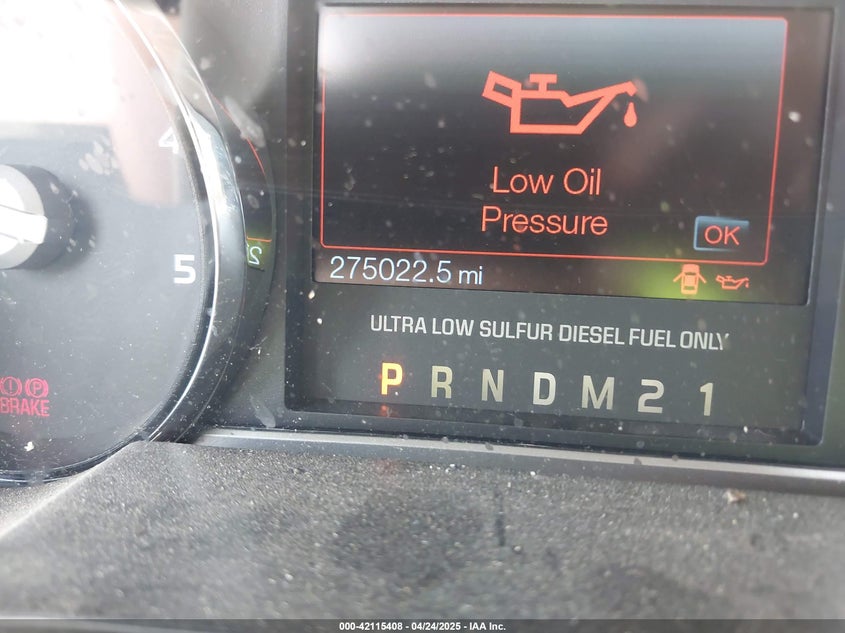 4
5
BRAKE
Low Oil
Pressure
OK
275022.5 mi
ULTRA LOW SULFUR DIESEL FUEL ONLY
P R N D M 2 1
000-42115408 - 04/24/2025 - IAA Inc.